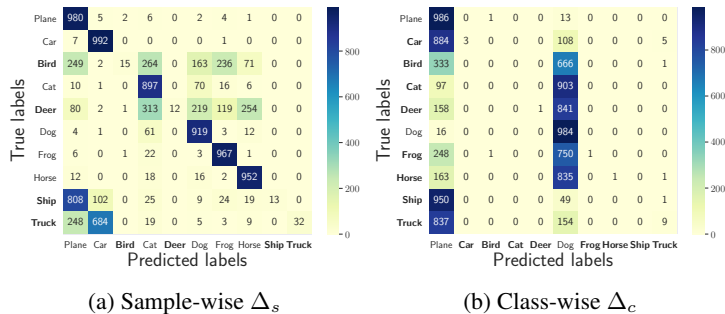 Plane 980 5 2 6 0 2 4 1 0 0
Car 7 992 0 0 0 0 1 0 0 0
Bird 249 2 15 264 0 163 236 71 0 0
Cat 10 1 0 897 0 70 16 6 0 0
Deer 80 2 1 313 12 219 119 254 0 0
Dog 4 1 0 61 0 919 3 12 0 0
Frog 6 0 1 22 0 3 967 1 0 0
Horse 12 0 0 18 0 16 2 952 0 0
Ship 808 102 0 25 0 9 24 19 13 0
Truck 248 684 0 19 0 5 3 9 0 32
Plane Car Bird Cat Deer Dog Frog Horse Ship Truck
True labels
Predicted labels
800
600
400
200
0
(a) Sample-wise Δ_s
Plane 986 0 1 0 0 13 0 0 0 0
Car 884 3 0 0 0 108 0 0 0 5
Bird 333 0 0 0 0 666 0 0 0 1
Cat 97 0 0 0 0 903 0 0 0 0
Deer 158 0 0 0 1 841 0 0 0 0
Dog 16 0 0 0 0 984 0 0 0 0
Frog 248 0 1 0 0 750 1 0 0 0
Horse 163 0 0 0 0 835 0 1 0 1
Ship 950 0 0 0 0 49 0 0 0 1
Truck 837 0 0 0 0 154 0 0 0 9
Plane Car Bird Cat Deer Dog Frog Horse Ship Truck
True labels
Predicted labels
800
600
400
200
0
(b) Class-wise Δ_c